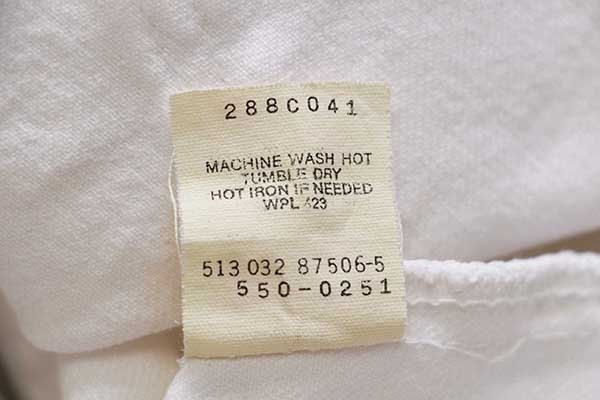 288C041
MACHINE WASH HOT
TUMBLE DRY
HOT IRON IF NEEDED
WPL 423
513 032 87506-5
550-0251